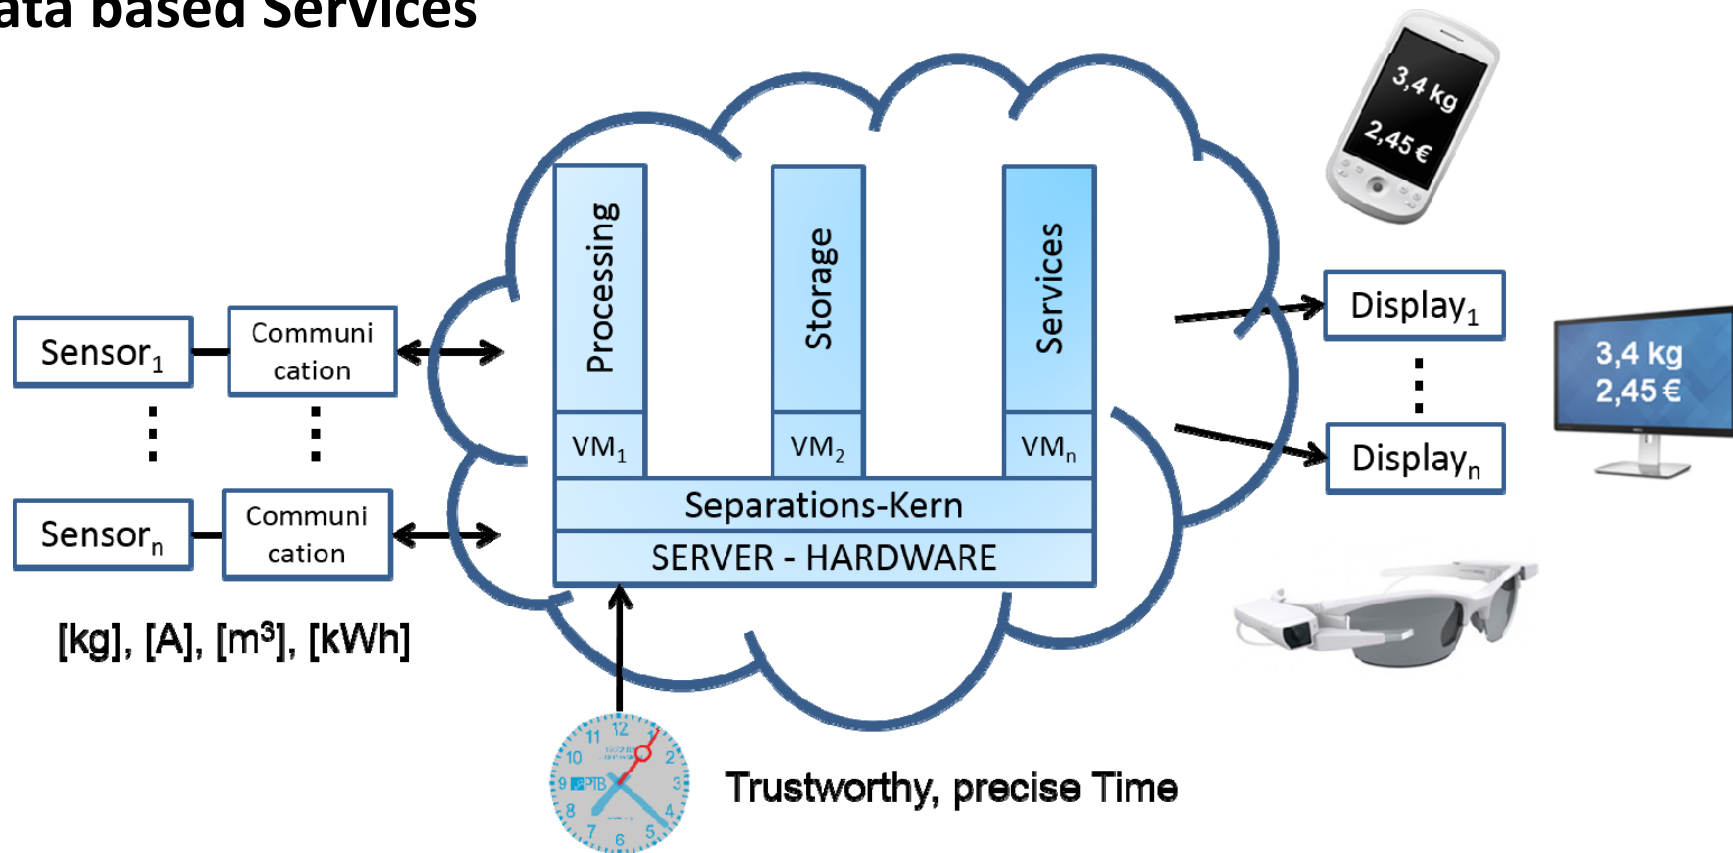 ata based Services
3,4 kg
2,45 €
Processing
Storage
Services
Display₁
Sensor₁
Communi
cation
3,4 kg
2,45 €
VM₁
VM₂
VMₙ
Displayₙ
Separations-Kern
Sensorₙ
Communi
cation
SERVER - HARDWARE
[kg], [A], [m³], [kWh]
12
11
1
10
2
9
PTB
3
8
4
7
5
6
Trustworthy, precise Time